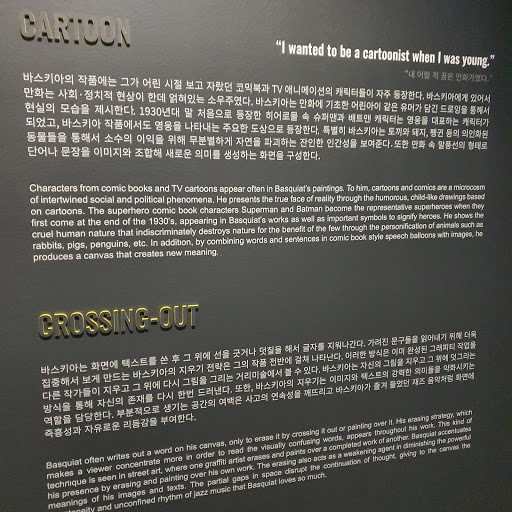 CARTOON
"I wanted to be a cartoonist when I was young."
"내 어릴 적 꿈은 만화가였다."
바스키아의 작품에는 그가 어린 시절 보고 자랐던 코믹북과 TV 애니메이션의 캐릭터들이 자주 등장한다. 바스키아에게 있어서
만화는 사회·정치적 현상이 한데 얽혀있는 소우주였다. 바스키아는 만화에 기초한 어린아이 같은 유머가 담긴 드로잉을 통해서
현실의 모습을 제시한다. 1930년대 말 처음으로 등장한 히어로물 속 슈퍼맨과 배트맨 캐릭터는 영웅을 대표하는 캐릭터가
되었고, 바스키아 작품에서도 영웅을 나타내는 주요한 도상으로 등장한다. 특별히 바스키아는 토끼와 돼지, 펭귄 등의 의인화된
동물들을 통해서 소수의 이익을 위해 무분별하게 자연을 파괴하는 잔인한 인간성을 보여준다. 또한 만화 속 말풍선의 형태로
단어나 문장을 이미지와 조합해 새로운 의미를 생성하는 화면을 구성한다.
Characters from comic books and TV cartoons appear often in Basquiat's paintings. To him, cartoons and comics are a microcosm
of intertwined social and political phenomena. He presents the true face of reality through the humorous, child-like drawings based
on cartoons. The superhero comic book characters Superman and Batman become the representative superheroes when they
first come at the end of the 1930's, appearing in Basquiat's works as well as important symbols to signify heroes. He shows the
cruel human nature that indiscriminately destroys nature for the benefit of the few through the personification of animals such as
rabbits, pigs, penguins, etc. In addition, by combining words and sentences in comic book style speech balloons with images, he
produces a canvas that creates new meaning.
CROSSING-OUT
바스키아는 화면에 텍스트를 쓴 후 그 위에 선을 긋거나 덧칠을 해서 글자를 지워나간다. 가려진 문구들을 읽어내기 위해 더욱
집중해서 보게 만드는 바스키아의 지우기 전략은 그의 작품 전반에 걸쳐 나타난다. 이러한 방식은 이미 완성된 그래피티 작업을
다른 작가들이 지우고 그 위에 다시 그림을 그리는 거리미술에서 볼 수 있다. 바스키아는 자신의 그림을 지우고 그 위에 덧그리는
방식을 통해 자신의 존재를 다시 한번 드러낸다. 또한, 바스키아의 지우기는 이미지와 텍스트의 강력한 의미들을 약화시키는
역할을 담당한다. 부분적으로 생기는 공간의 여백은 사고의 연속성을 깨뜨리고 바스키아가 즐겨 들었던 재즈 음악처럼 화면에
즉흥성과 자유로운 리듬감을 부여한다.
Basquiat often writes out a word on his canvas, only to erase it by crossing it out or painting over it. His erasing strategy, which
makes a viewer concentrate more in order to read the visually confusing words, appears throughout his work. This kind of
technique is seen in street art, where one graffiti artist erases and paints over a completed work of another. Basquiat accentuates
his presence by erasing and painting over his own work. The erasing also acts as a weakening agent in diminishing the powerful
meanings of his images and texts. The partial gaps in space disrupt the continuation of thought, giving to the canvas the
and unconfined rhythm of jazz music that Basquiat loves so much.